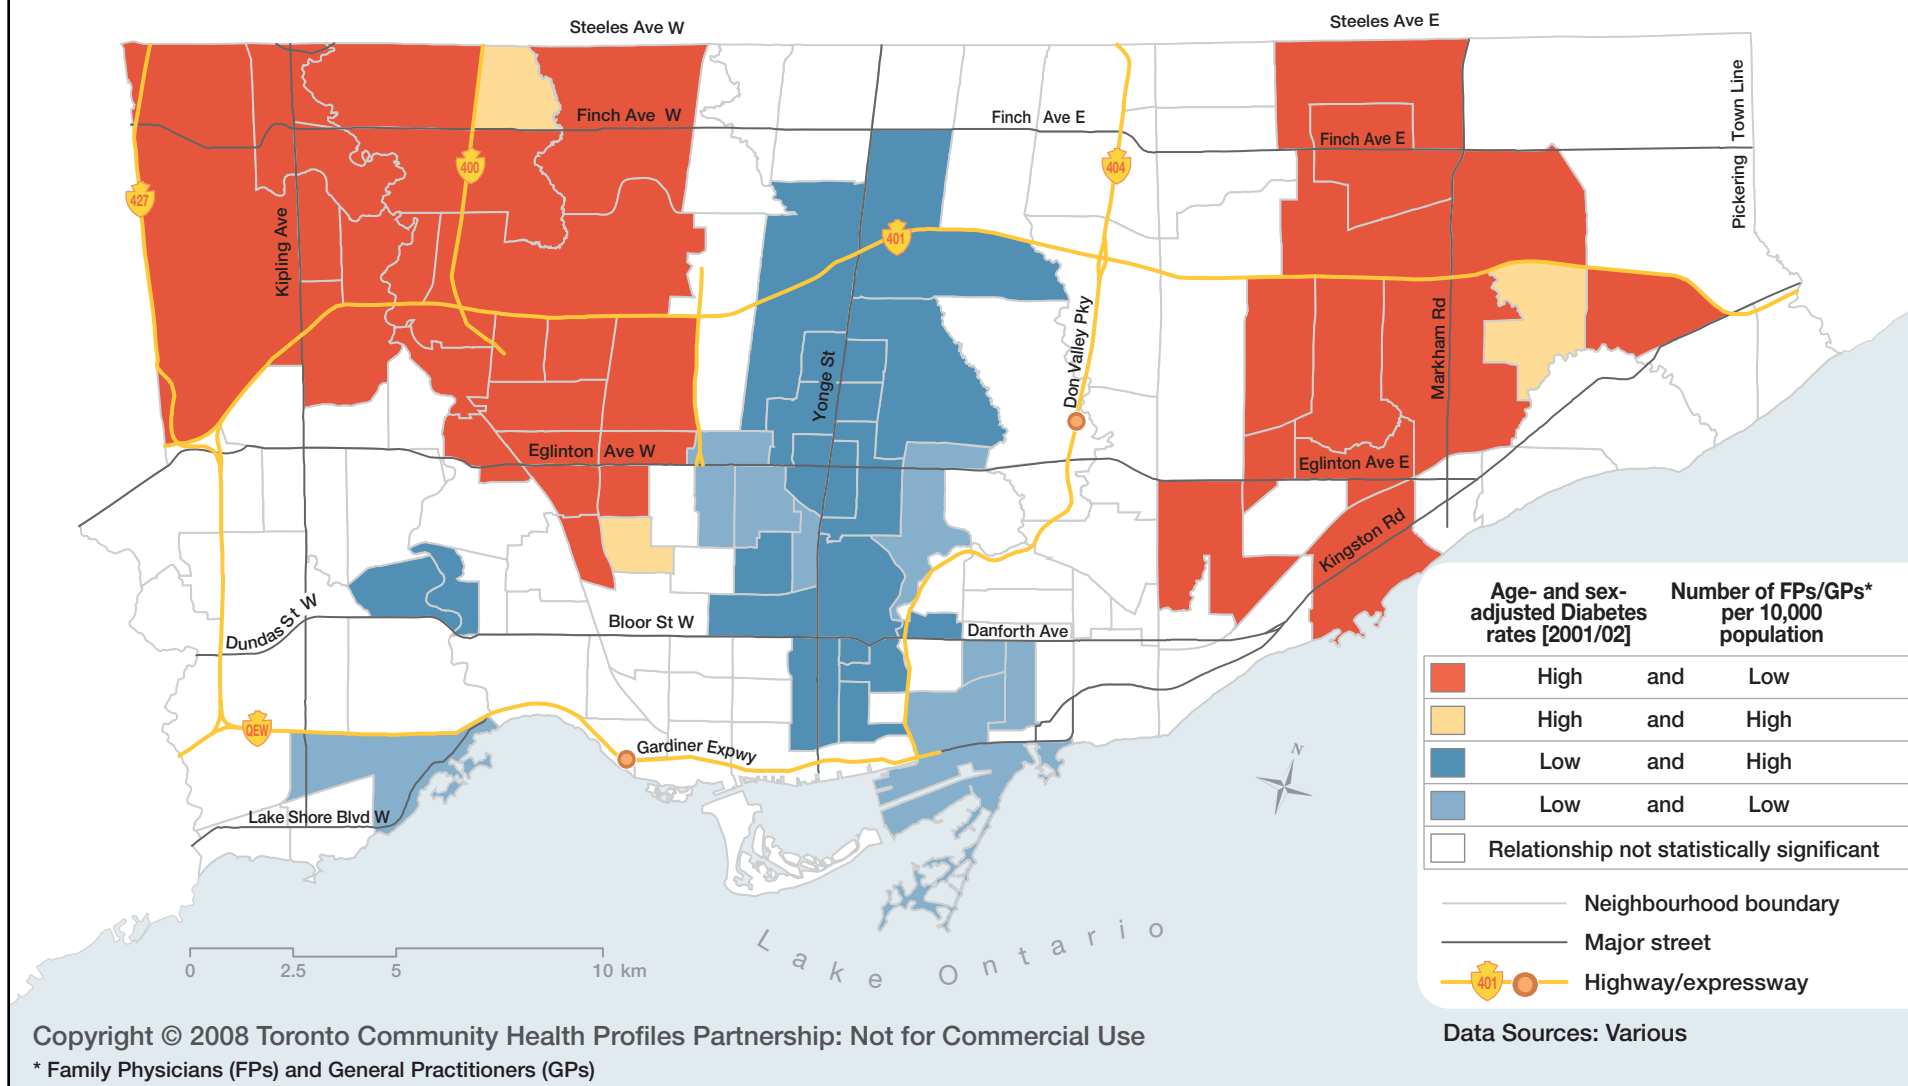 Steeles Ave W
Steeles Ave E
Finch Ave W
Finch Ave E
Finch Ave E
Pickering Town Line
427
400
404
401
Kipling Ave
Yonge St
Don Valley Pky
Markham Rd
Eglinton Ave W
Eglinton Ave E
Kingston Rd
Dundas St W
Bloor St W
Danforth Ave
QEW
Gardiner Expwy
Lake Shore Blvd W
N
Lake Ontario
0 2.5 5 10 km
Age- and sex-
adjusted Diabetes
rates [2001/02]
Number of FPs/GPs*
per 10,000
population
High and Low
High and High
Low and High
Low and Low
Relationship not statistically significant
Neighbourhood boundary
Major street
401 Highway/expressway
Data Sources: Various
Copyright © 2008 Toronto Community Health Profiles Partnership: Not for Commercial Use
* Family Physicians (FPs) and General Practitioners (GPs)